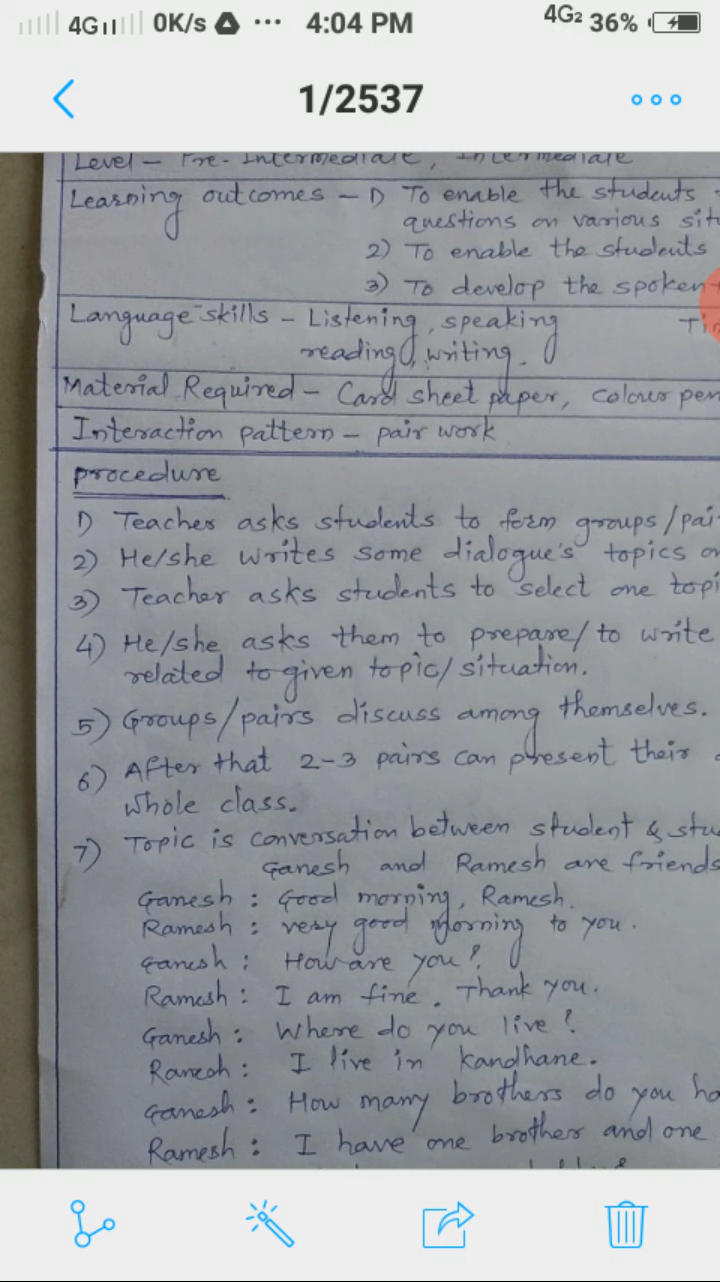 4G 0K/s ... 4:04 PM 4G2 36%
1/2537
Level - Pre-Intermediate, Intermediate
Learning outcomes - 1) To enable the students
questions on various
2) To enable the students
3) To develop the spoken
Language skills - Listening, speaking
reading, writing.
Material Required - Card sheet paper, colour pen
Interaction pattern - pair work
procedure
1) Teacher asks students to form groups/
2) He/she writes some dialogue's topics
3) Teacher asks students to select one
4) He/she asks them to prepare/to write
related to given topic/situation.
5) Groups/pairs discuss among themselves.
6) After that 2-3 pairs can present their
whole class.
7) Topic is conversation between student &
Ganesh and Ramesh are friends
Ganesh : Good morning, Ramesh.
Ramesh : very good morning to you.
Ganesh : How are you?
Ramesh : I am fine. Thank you.
Ganesh : Where do you live?
Ramesh : I live in kandhane.
Ganesh : How many brothers do you
Ramesh : I have one brother and one